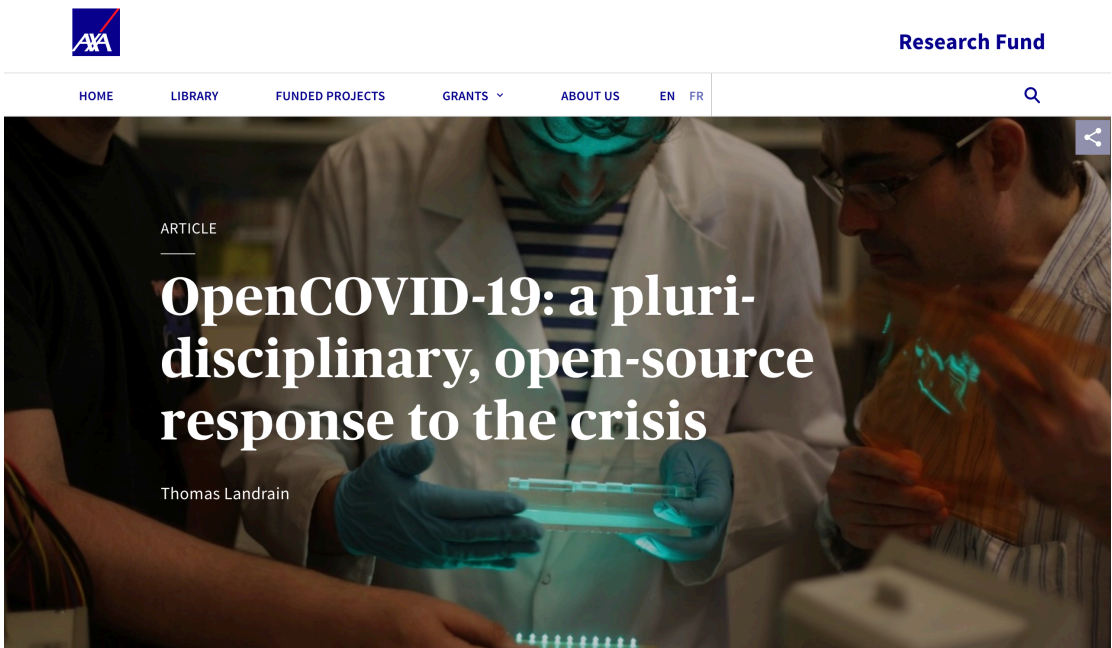 AXA
Research Fund
HOME
LIBRARY
FUNDED PROJECTS
GRANTS
ABOUT US
EN
FR
ARTICLE
OpenCOVID-19: a pluri-
disciplinary, open-source
response to the crisis
Thomas Landrain